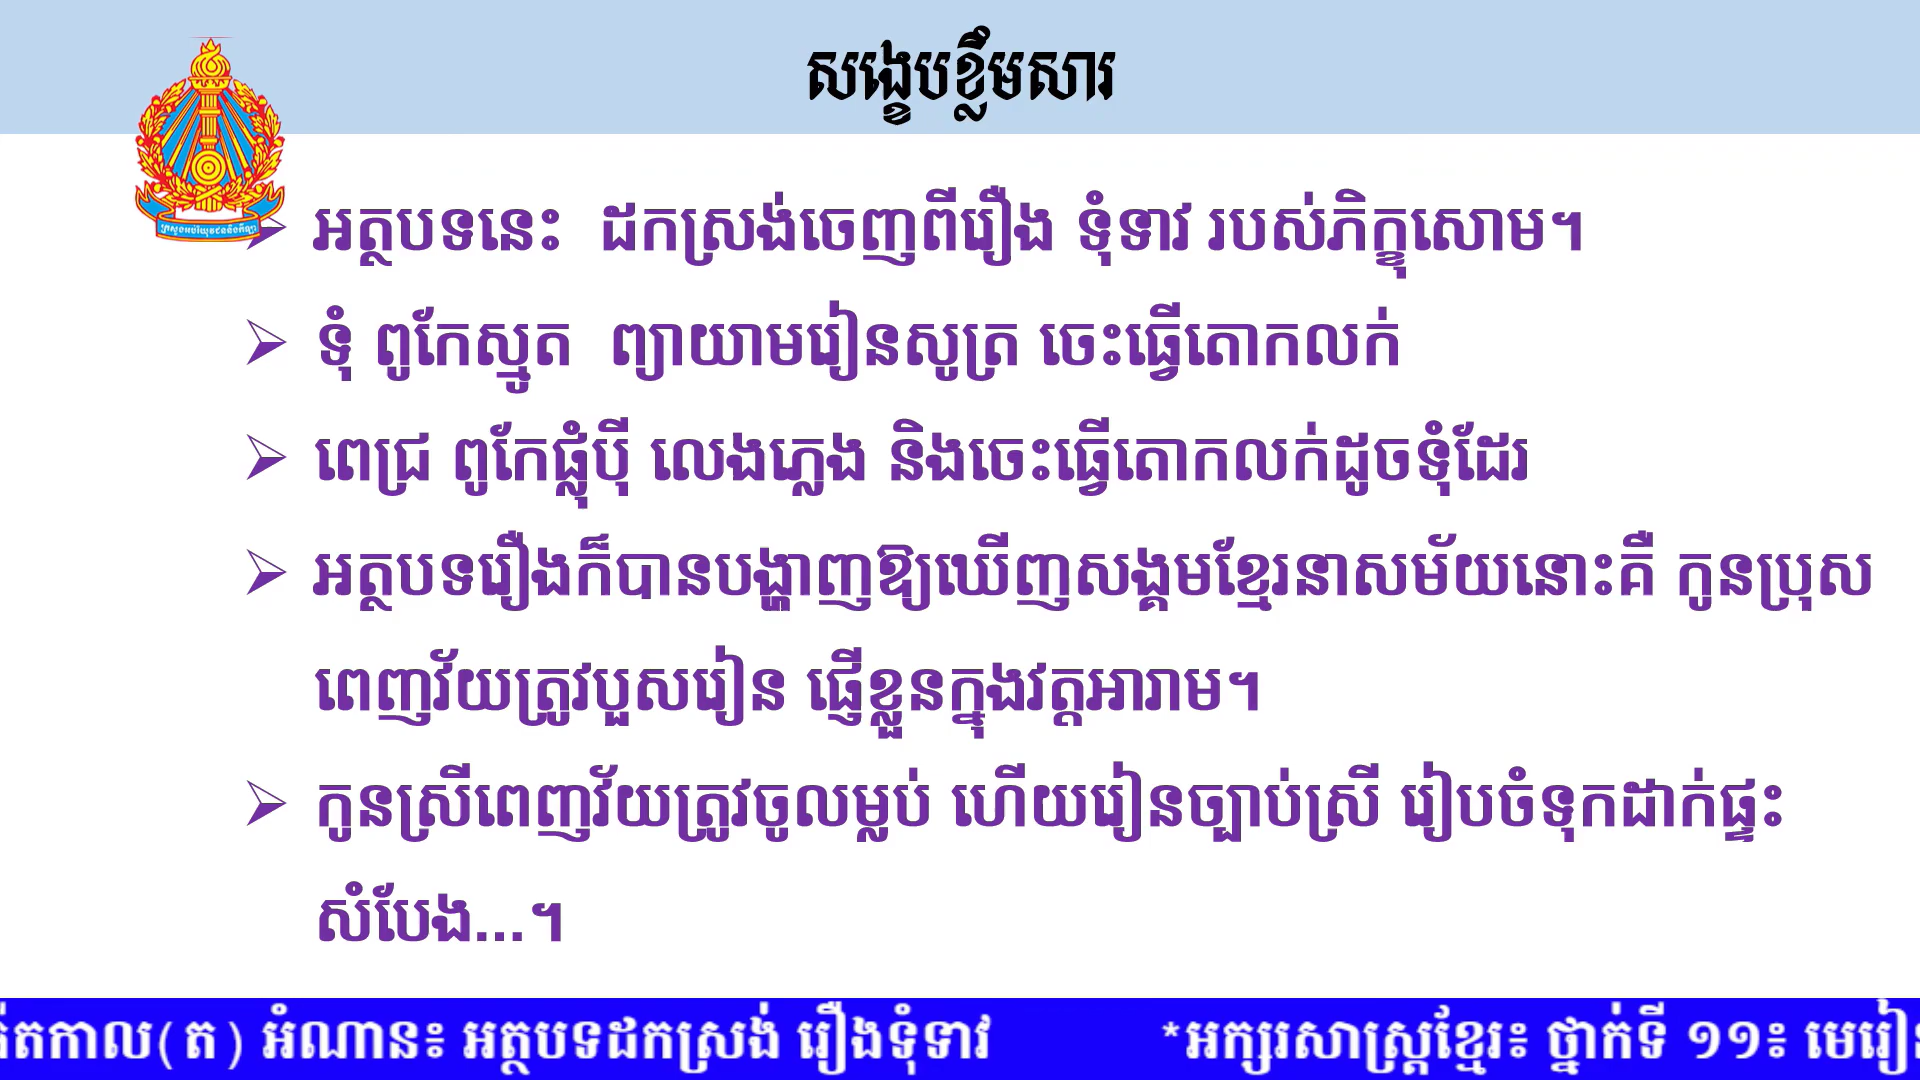 សង្ខេបខ្លឹមសារ
អត្ថបទនេះ ដកស្រង់ចេញពីរឿង ទុំទាវ របស់ភិក្ខុសោម។
ទុំ ពូកែស្មូត ព្យាយាមរៀនសូត្រ ចេះធ្វើតោកលក់
ពេជ្រ ពូកែផ្លុំប៉ី លេងភ្លេង និងចេះធ្វើតោកលក់ដូចទុំដែរ
អត្ថបទរឿងក៏បានបង្ហាញឱ្យឃើញសង្គមខ្មែរនាសម័យនោះគឺ កូនប្រុស
ពេញវ័យត្រូវបួសរៀន ផ្ញើខ្លួនក្នុងវត្តអារាម។
កូនស្រីពេញវ័យត្រូវចូលម្លប់ ហើយរៀនច្បាប់ស្រី រៀបចំទុកដាក់ផ្ទះ
សំបែង...។
តកាល(ត) អំណាន៖ អត្ថបទដកស្រង់ រឿងទុំទាវ *អក្សរសាស្ត្រខ្មែរ៖ ថ្នាក់ទី ១១៖ មេរៀន